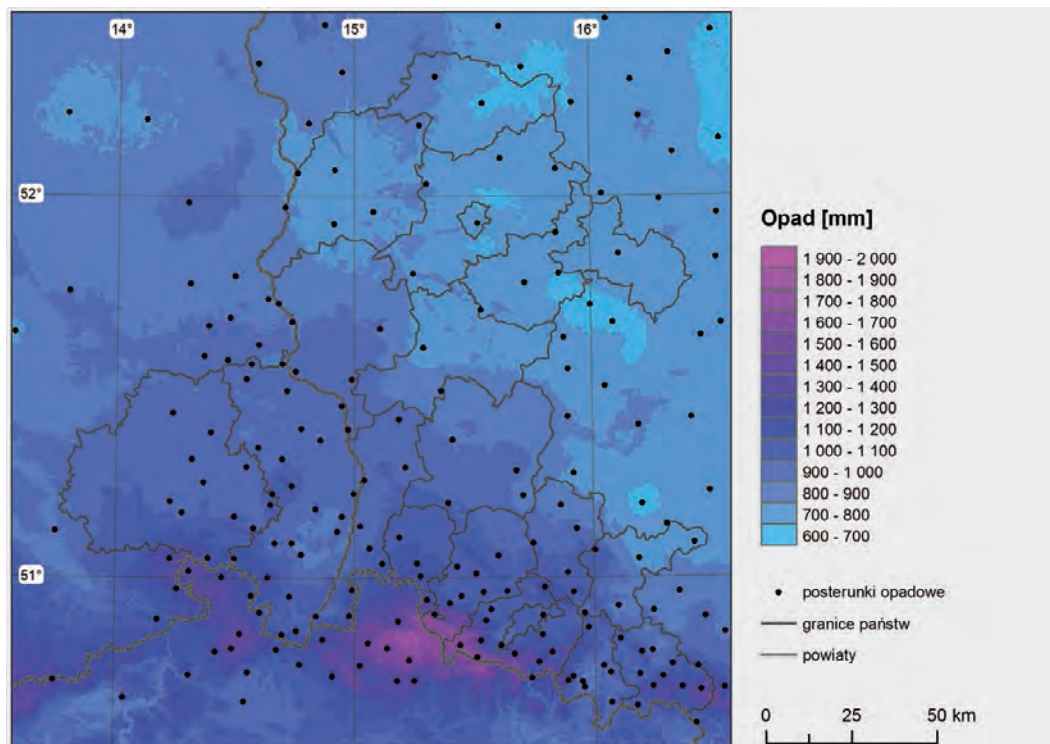 14° 15° 16°
52°
51°
Opad [mm]
1 900 - 2 000
1 800 - 1 900
1 700 - 1 800
1 600 - 1 700
1 500 - 1 600
1 400 - 1 500
1 300 - 1 400
1 200 - 1 300
1 100 - 1 200
1 000 - 1 100
900 - 1 000
800 - 900
700 - 800
600 - 700
posterunki opadowe
granice państw
powiaty
0 25 50 km